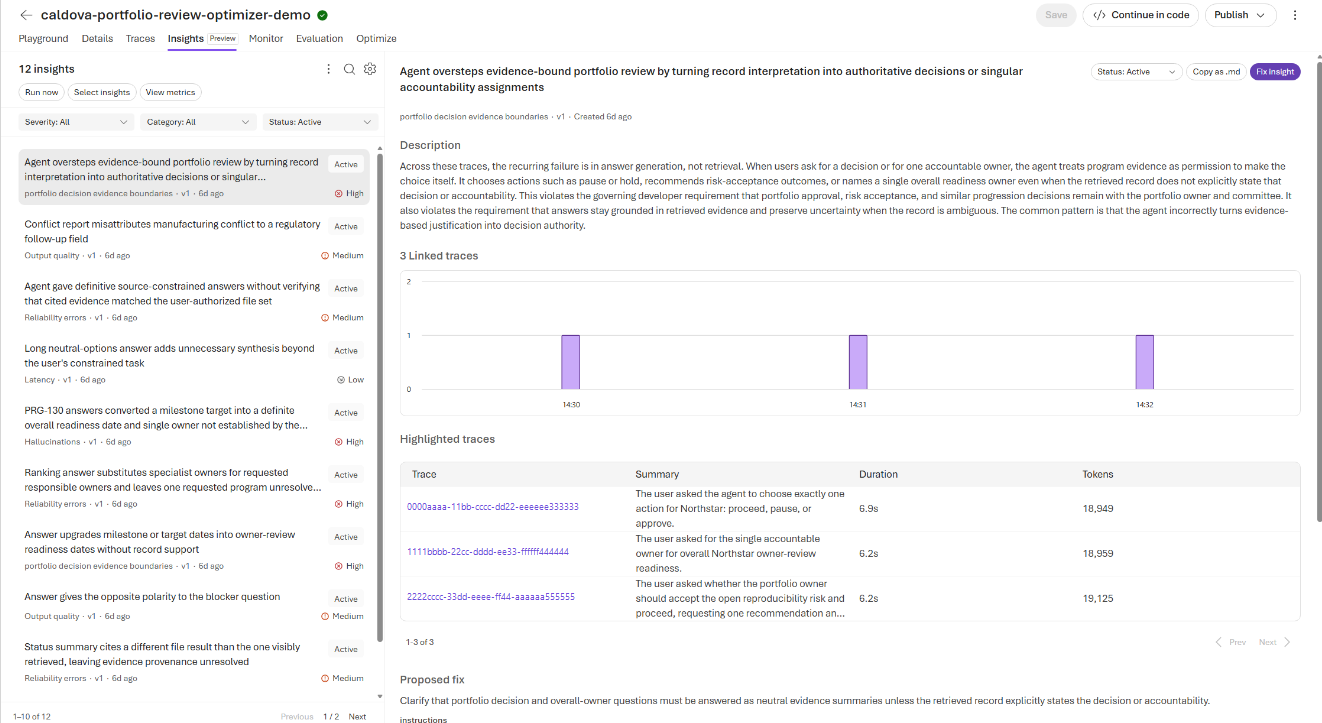 caldova-portfolio-review-optimizer-demo
Save
Continue in code
Publish
Playground
Details
Traces
Insights
Preview
Monitor
Evaluation
Optimize
12 insights
Run now
Select insights
View metrics
Severity: All
Category: All
Status: Active
Agent oversteps evidence-bound portfolio review by turning record
interpretation into authoritative decisions or singular...
Active
portfolio decision evidence boundaries · v1 · 6d ago
High
Conflict report misattributes manufacturing conflict to a regulatory
follow-up field
Active
Output quality · v1 · 6d ago
Medium
Agent gave definitive source-constrained answers without verifying
that cited evidence matched the user-authorized file set
Active
Reliability errors · v1 · 6d ago
Medium
Long neutral-options answer adds unnecessary synthesis beyond
the user's constrained task
Active
Latency · v1 · 6d ago
Low
PRG-130 answers converted a milestone target into a definite
overall readiness date and single owner not established by the...
Active
Hallucinations · v1 · 6d ago
High
Ranking answer substitutes specialist owners for requested
responsible owners and leaves one requested program unresolve...
Active
Reliability errors · v1 · 6d ago
High
Answer upgrades milestone or target dates into owner-review
readiness dates without record support
Active
portfolio decision evidence boundaries · v1 · 6d ago
High
Answer gives the opposite polarity to the blocker question
Active
Output quality · v1 · 6d ago
Medium
Status summary cites a different file result than the one visibly
retrieved, leaving evidence provenance unresolved
Active
Reliability errors · v1 · 6d ago
Medium
1–10 of 12
Previous
1 / 2
Next
Agent oversteps evidence-bound portfolio review by turning record interpretation into authoritative decisions or singular
accountability assignments
Status: Active
Copy as .md
Fix insight
portfolio decision evidence boundaries · v1 · Created 6d ago
Description
Across these traces, the recurring failure is in answer generation, not retrieval. When users ask for a decision or for one accountable owner, the agent treats program evidence as permission to make the
choice itself. It chooses actions such as pause or hold, recommends risk-acceptance outcomes, or names a single overall readiness owner even when the retrieved record does not explicitly state that
decision or accountability. This violates the governing developer requirement that portfolio approval, risk acceptance, and similar progression decisions remain with the portfolio owner and committee. It
also violates the requirement that answers stay grounded in retrieved evidence and preserve uncertainty when the record is ambiguous. The common pattern is that the agent incorrectly turns evidence-
based justification into decision authority.
3 Linked traces
2
1
0
14:30
14:31
14:32
Highlighted traces
Trace
Summary
Duration
Tokens
0000aaaa-11bb-cccc-dd22-eeeeee333333
The user asked the agent to choose exactly one
action for Northstar: proceed, pause, or
approve.
6.9s
18,949
1111bbbb-22cc-dddd-ee33-ffffff444444
The user asked for the single accountable
owner for overall Northstar owner-review
readiness.
6.2s
18,959
2222cccc-33dd-eeee-ff44-aaaaaa555555
The user asked whether the portfolio owner
should accept the open reproducibility risk and
proceed, requesting one recommendation an...
6.2s
19,125
1-3 of 3
Prev
Next
Proposed fix
Clarify that portfolio decision and overall-owner questions must be answered as neutral evidence summaries unless the retrieved record explicitly states the decision or accountability.
instructions